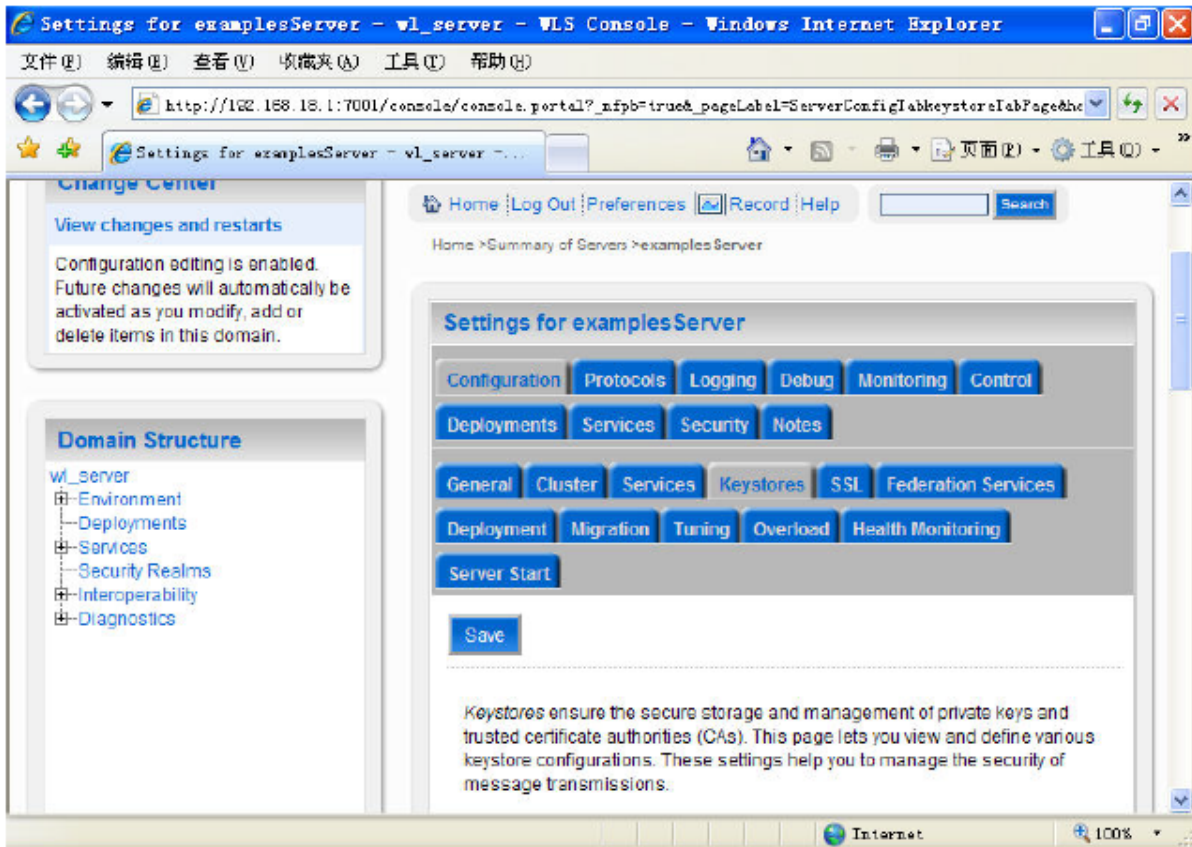 Settings for examplesServer - wl_server - WLS Console - Windows Internet Explorer
文件(F) 编辑(E) 查看(V) 收藏夹(A) 工具(T) 帮助(H)
http://192.168.18.1:7001/console/console.portal?_nfpb=true&_pageLabel=ServerConfigTabkeystoreTabPage&ha
Settings for examplesServer - wl_server -...
页面(P) 工具(O)
Change Center
View changes and restarts
Configuration editing is enabled.
Future changes will automatically be
activated as you modify, add or
delete items in this domain.
Domain Structure
wl_server
Environment
Deployments
Services
Security Realms
Interoperability
Diagnostics
Home Log Out Preferences Record Help Search
Home >Summary of Servers >examplesServer
Settings for examplesServer
Configuration Protocols Logging Debug Monitoring Control
Deployments Services Security Notes
General Cluster Services Keystores SSL Federation Services
Deployment Migration Tuning Overload Health Monitoring
Server Start
Save
Keystores ensure the secure storage and management of private keys and
trusted certificate authorities (CAs). This page lets you view and define various
keystore configurations. These settings help you to manage the security of
message transmissions.
Internet 100%